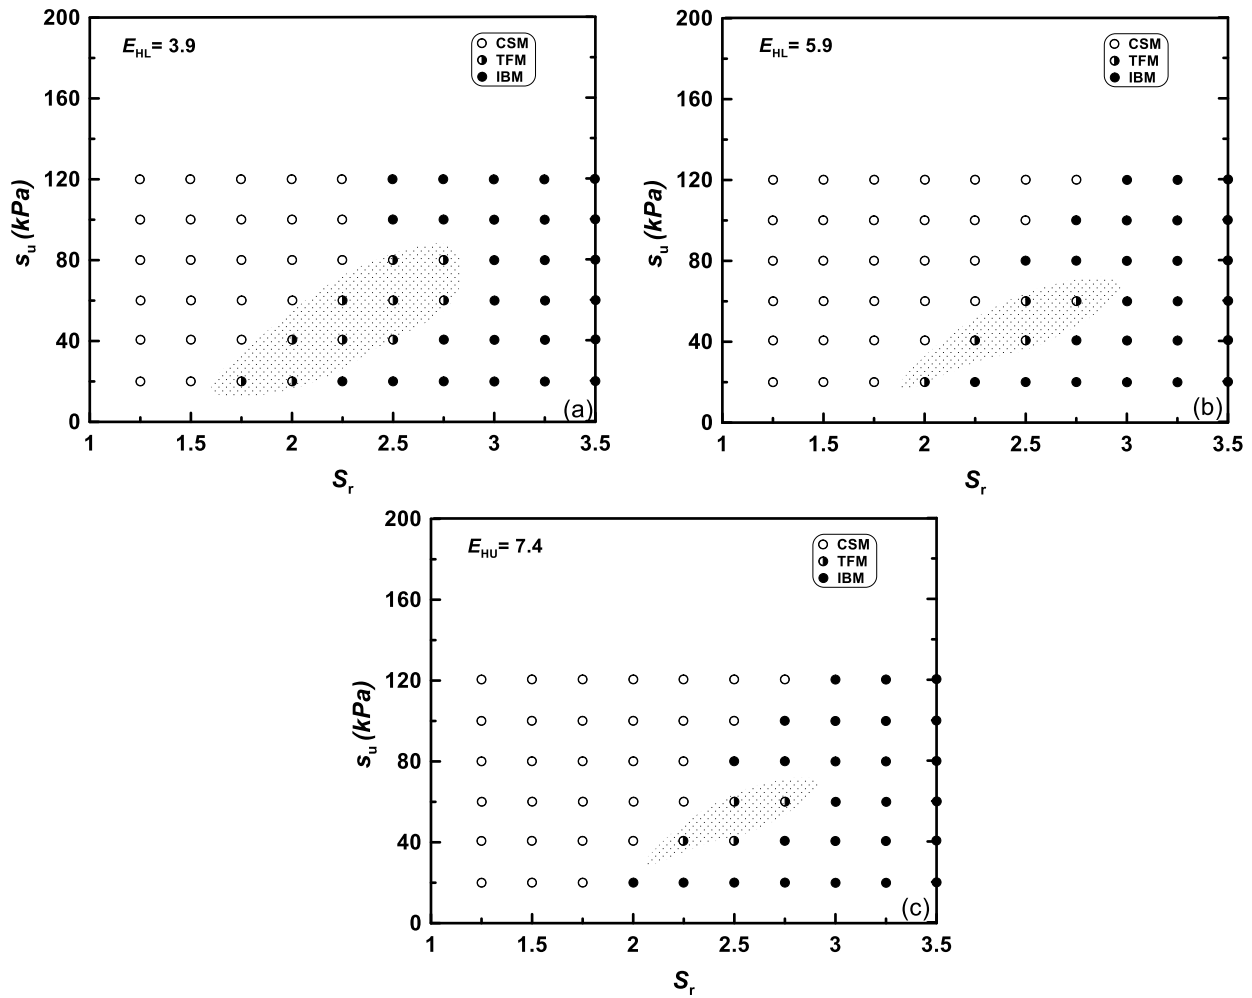 200
160
120
80
40
0
s_u (kPa)
E_HL = 3.9
CSM
TFM
IBM
(a)
1 1.5 2 2.5 3 3.5
S_r
200
160
120
80
40
0
s_u (kPa)
E_HL = 5.9
CSM
TFM
IBM
(b)
1 1.5 2 2.5 3 3.5
S_r
200
160
120
80
40
0
s_u (kPa)
E_HU = 7.4
CSM
TFM
IBM
(c)
1 1.5 2 2.5 3 3.5
S_r